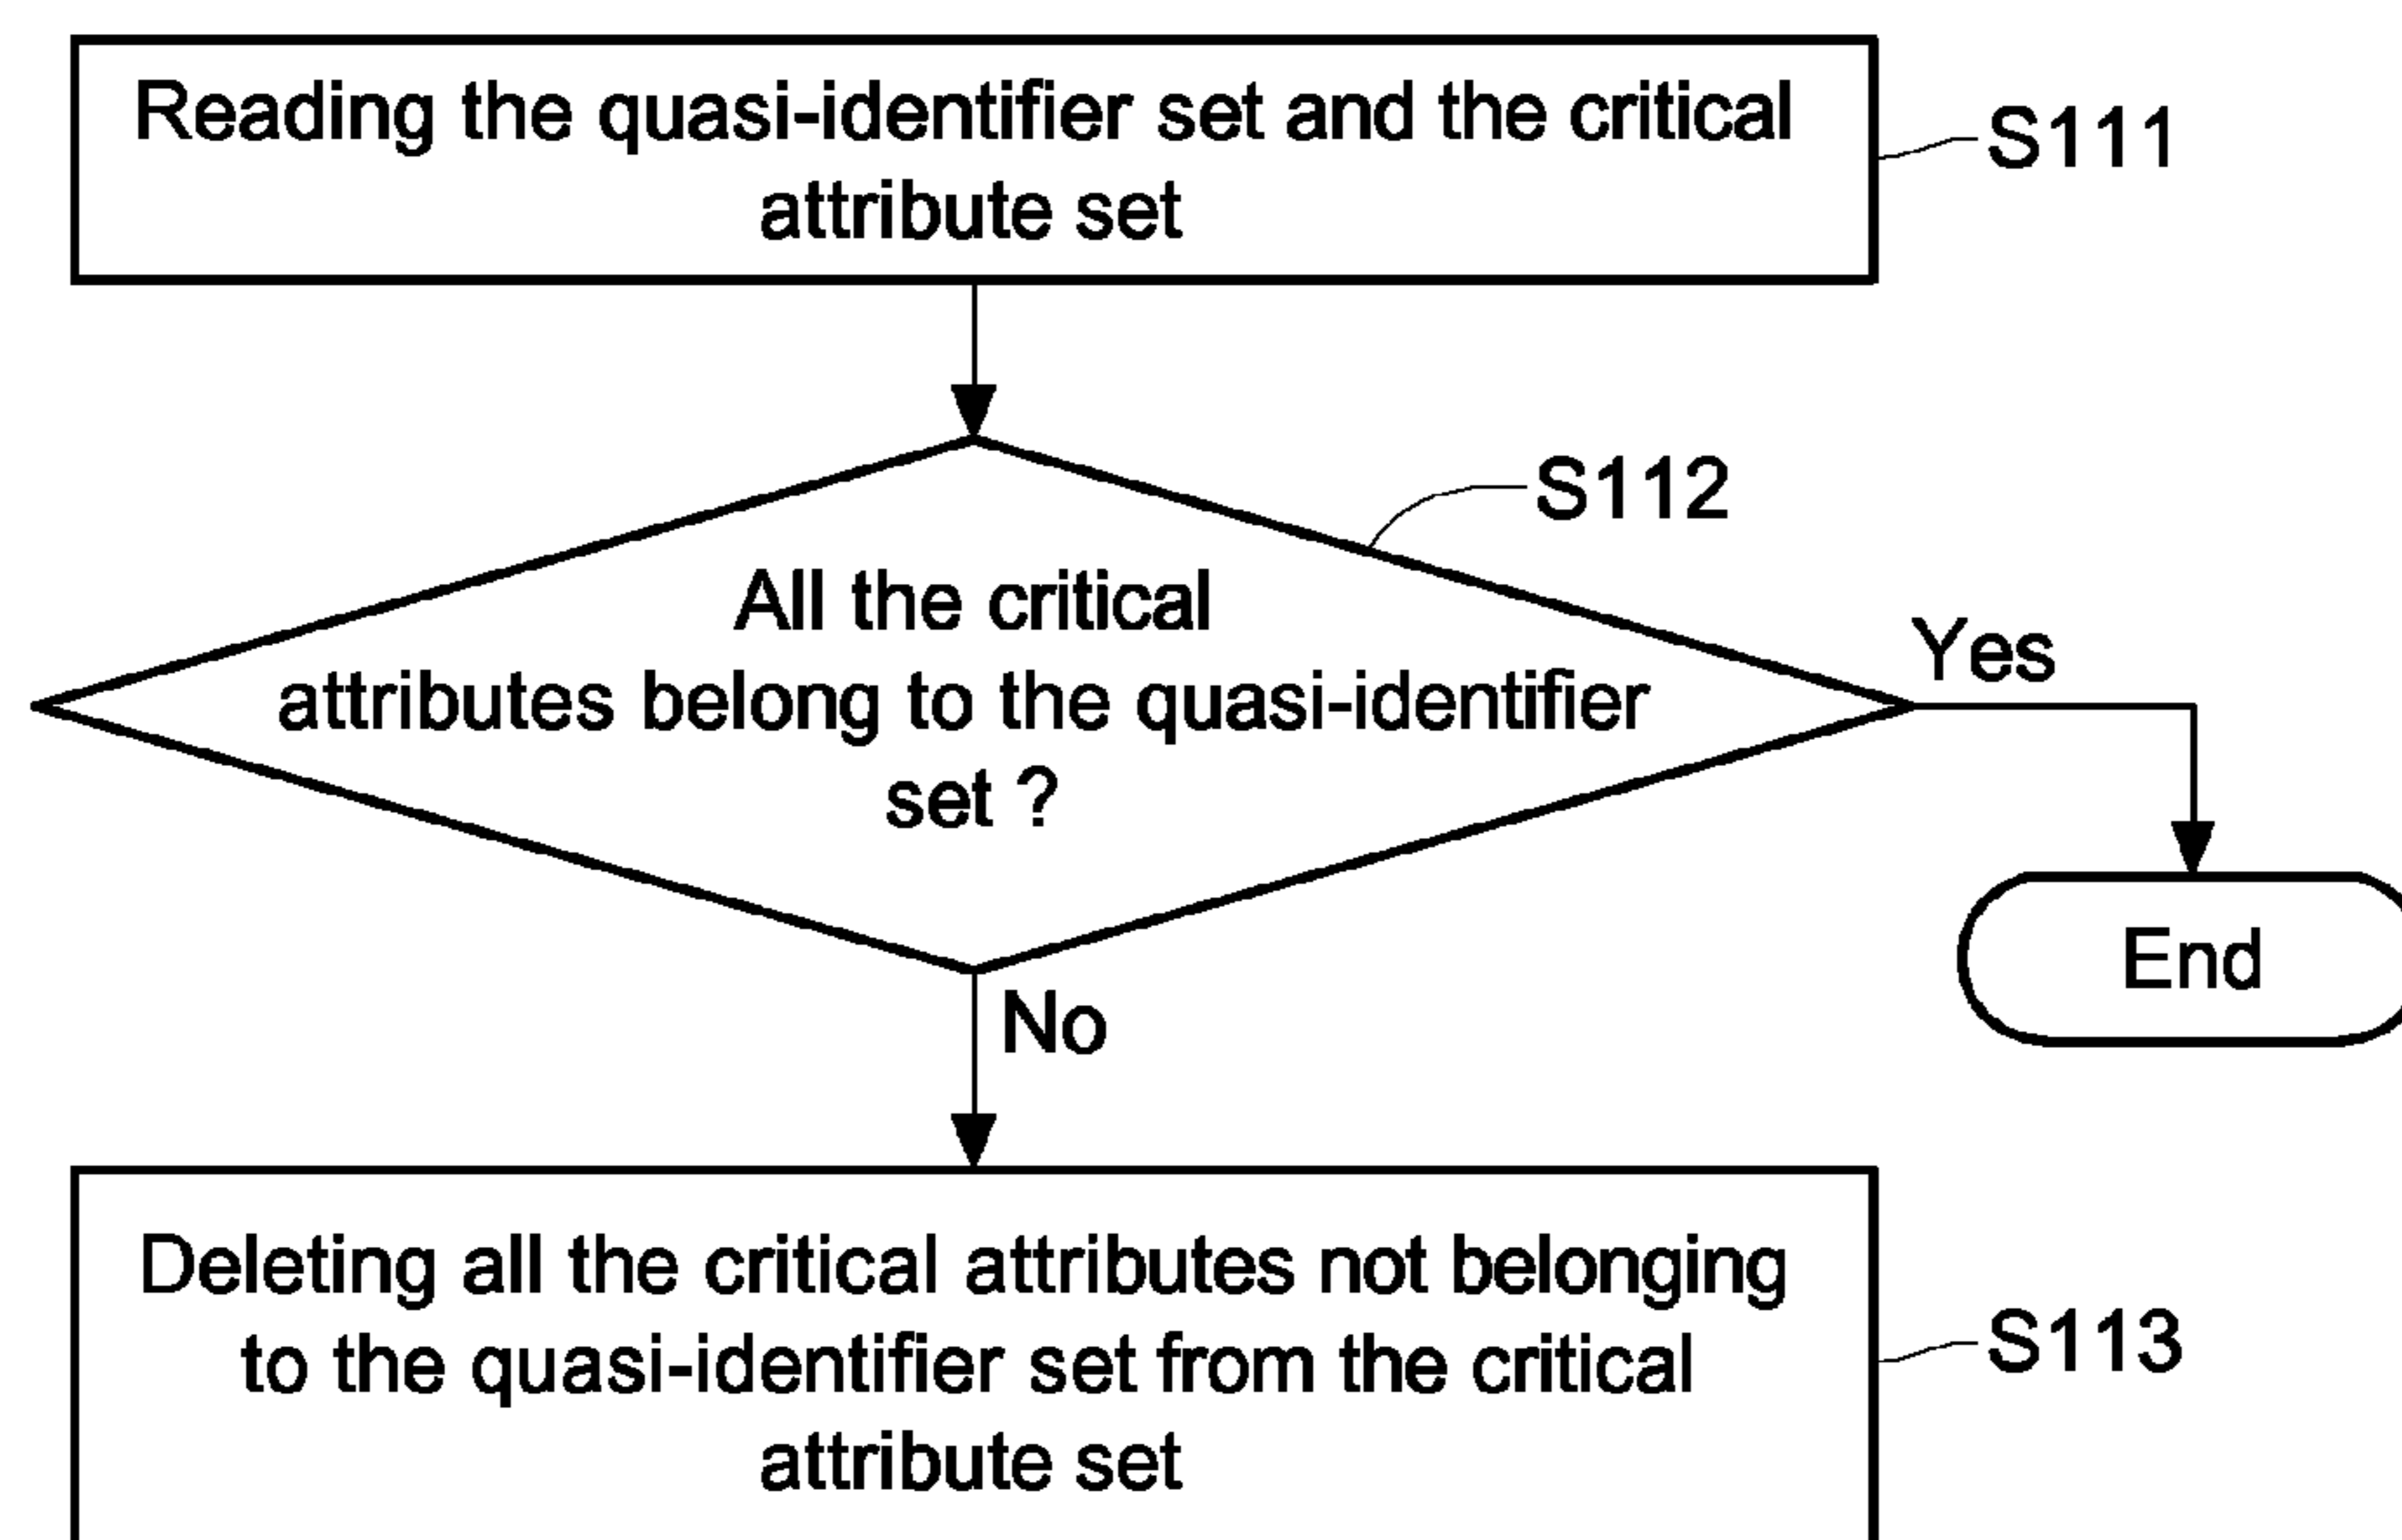 Reading the quasi-identifier set and the critical
attribute set
S111
S112
All the critical
attributes belong to the quasi-identifier
set ?
Yes
End
No
Deleting all the critical attributes not belonging
to the quasi-identifier set from the critical
attribute set
S113